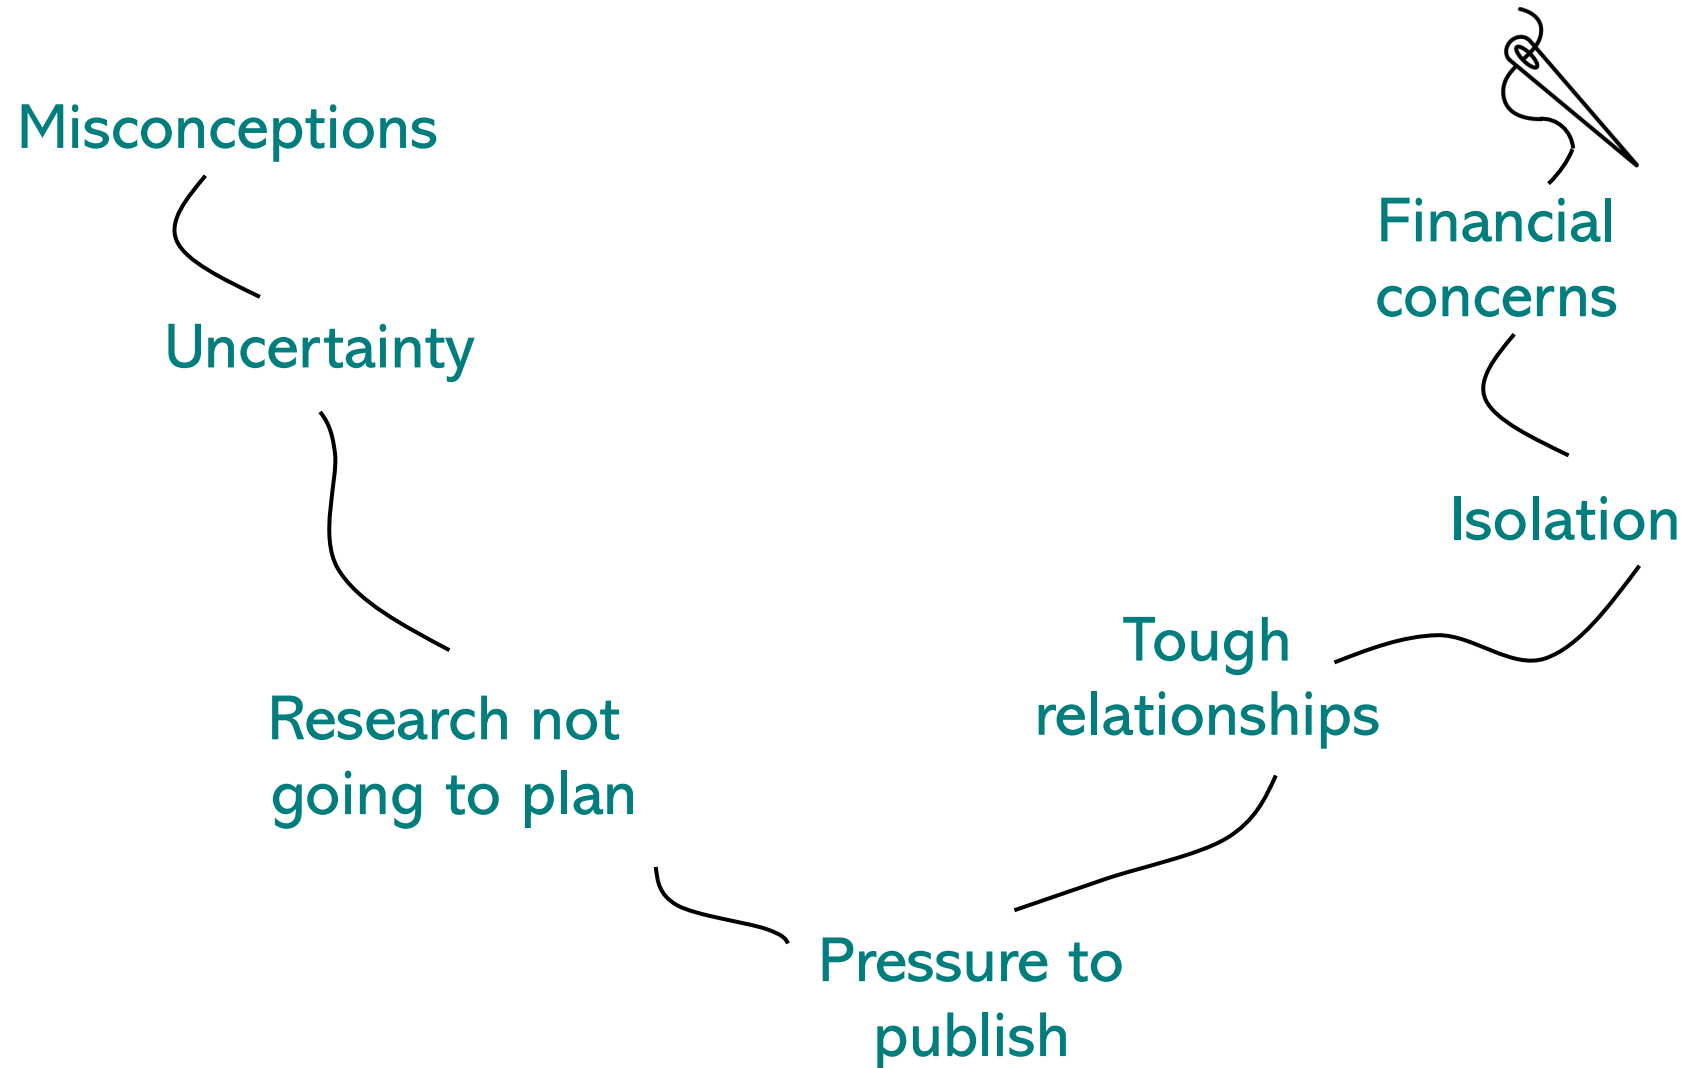 Misconceptions
Uncertainty
Research not
going to plan
Pressure to
publish
Tough
relationships
Isolation
Financial
concerns